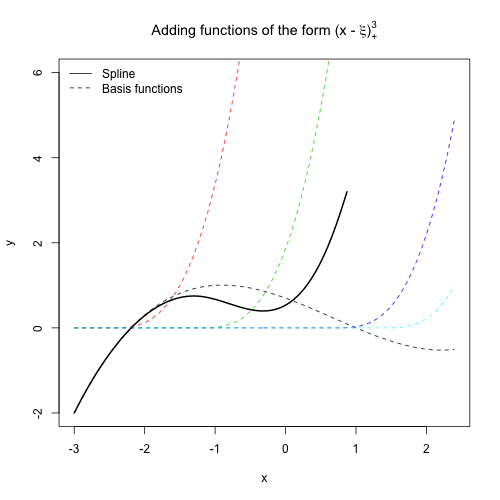 Adding functions of the form (x - ξ)³₊
Spline
Basis functions
6
4
2
0
-2
y
-3 -2 -1 0 1 2
x